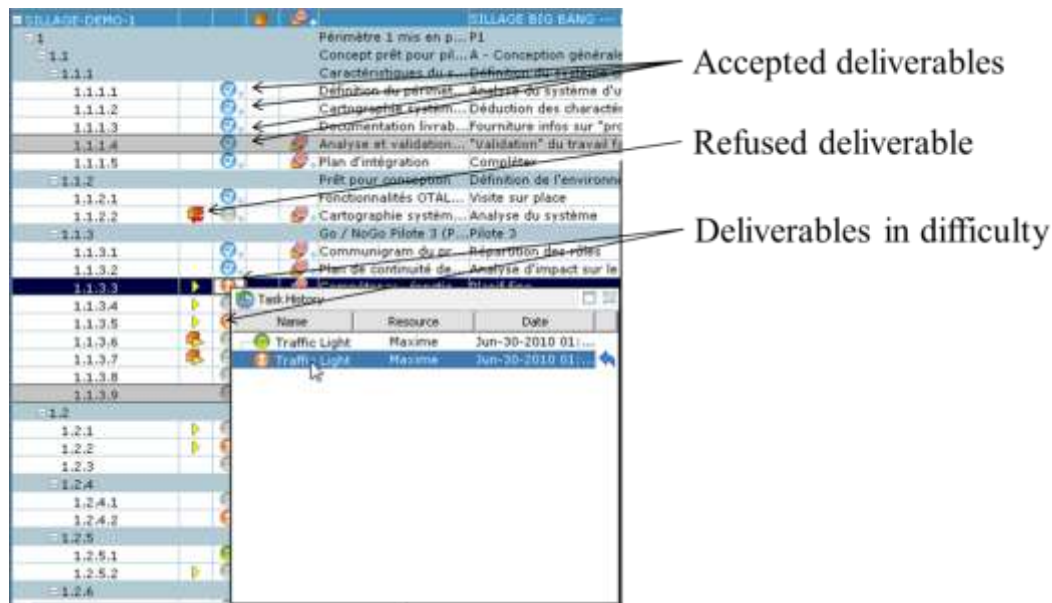 SILLAGE-DEMO-1 SILLAGE BIG BANG ---
1 Périmètre 1 mis en p... P1
1.1 Concept prêt pour pil... A - Conception générale
1.1.1 Caractéristiques du s... Définition du système
1.1.1.1 Définition du périmèt... Analyse du système d'u
1.1.1.2 Cartographie systèm... Déduction des charactér
1.1.1.3 Documentation livrab... Fourniture infos sur "pro
1.1.1.4 Analyse et validation... "Validation" du travail
1.1.1.5 Plan d'intégration Compléter
1.1.2 Prêt pour conception Définition de l'environne
1.1.2.1 Fonctionnalités OTAL... Visite sur place
1.1.2.2 Cartographie systèm... Analyse du système
1.1.3 Go / NoGo Pilote 3 (P... Pilote 3
1.1.3.1 Communigram du pr... Répartition des rôles
1.1.3.2 Plan de continuité de... Analyse d'impact sur le
1.1.3.3
1.1.3.4
1.1.3.5
1.1.3.6
1.1.3.7
1.1.3.8
1.1.3.9
1.2
1.2.1
1.2.2
1.2.3
1.2.4
1.2.4.1
1.2.4.2
1.2.5
1.2.5.1
1.2.5.2
1.2.6
Task History
Name Resource Date
Traffic Light Maxime Jun-30-2010 01:...
Traffic Light Maxime Jun-30-2010 01:...
Accepted deliverables
Refused deliverable
Deliverables in difficulty